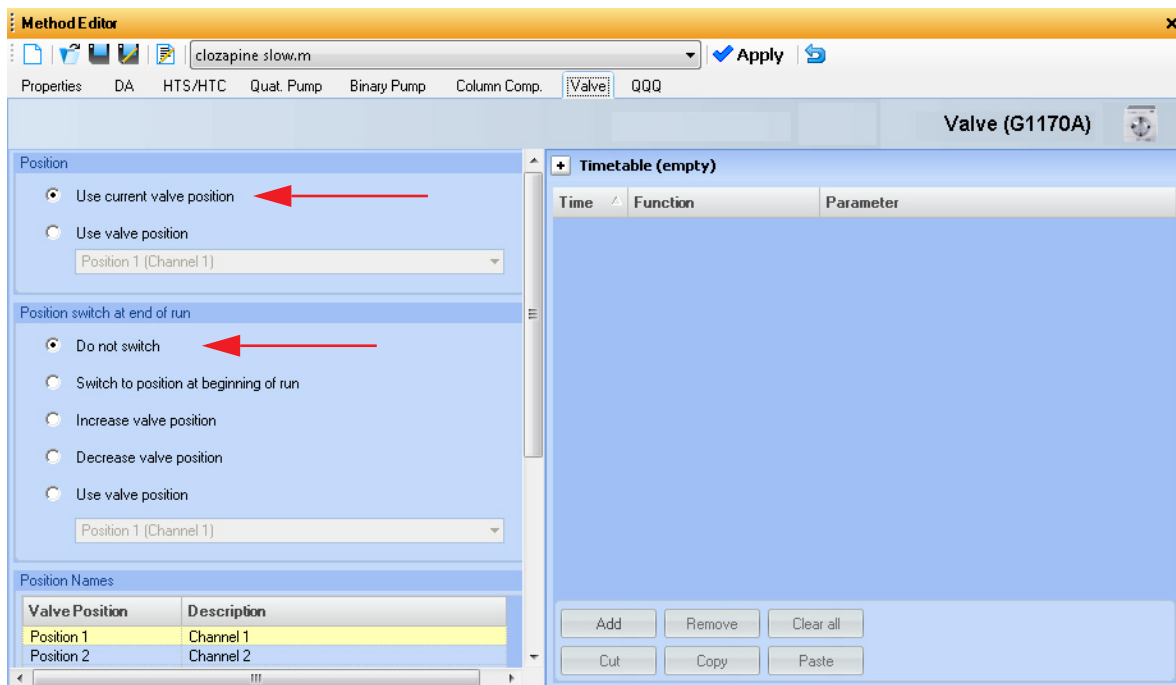 Method Editor
clozapine slow.m
Apply
Properties DA HTS/HTC Quat. Pump Binary Pump Column Comp. Valve QQQ
Valve (G1170A)
Position
Use current valve position
Use valve position
Position 1 (Channel 1)
Position switch at end of run
Do not switch
Switch to position at beginning of run
Increase valve position
Decrease valve position
Use valve position
Position 1 (Channel 1)
Position Names
Valve Position Description
Position 1 Channel 1
Position 2 Channel 2
Timetable (empty)
Time Function Parameter
Add Remove Clear all
Cut Copy Paste